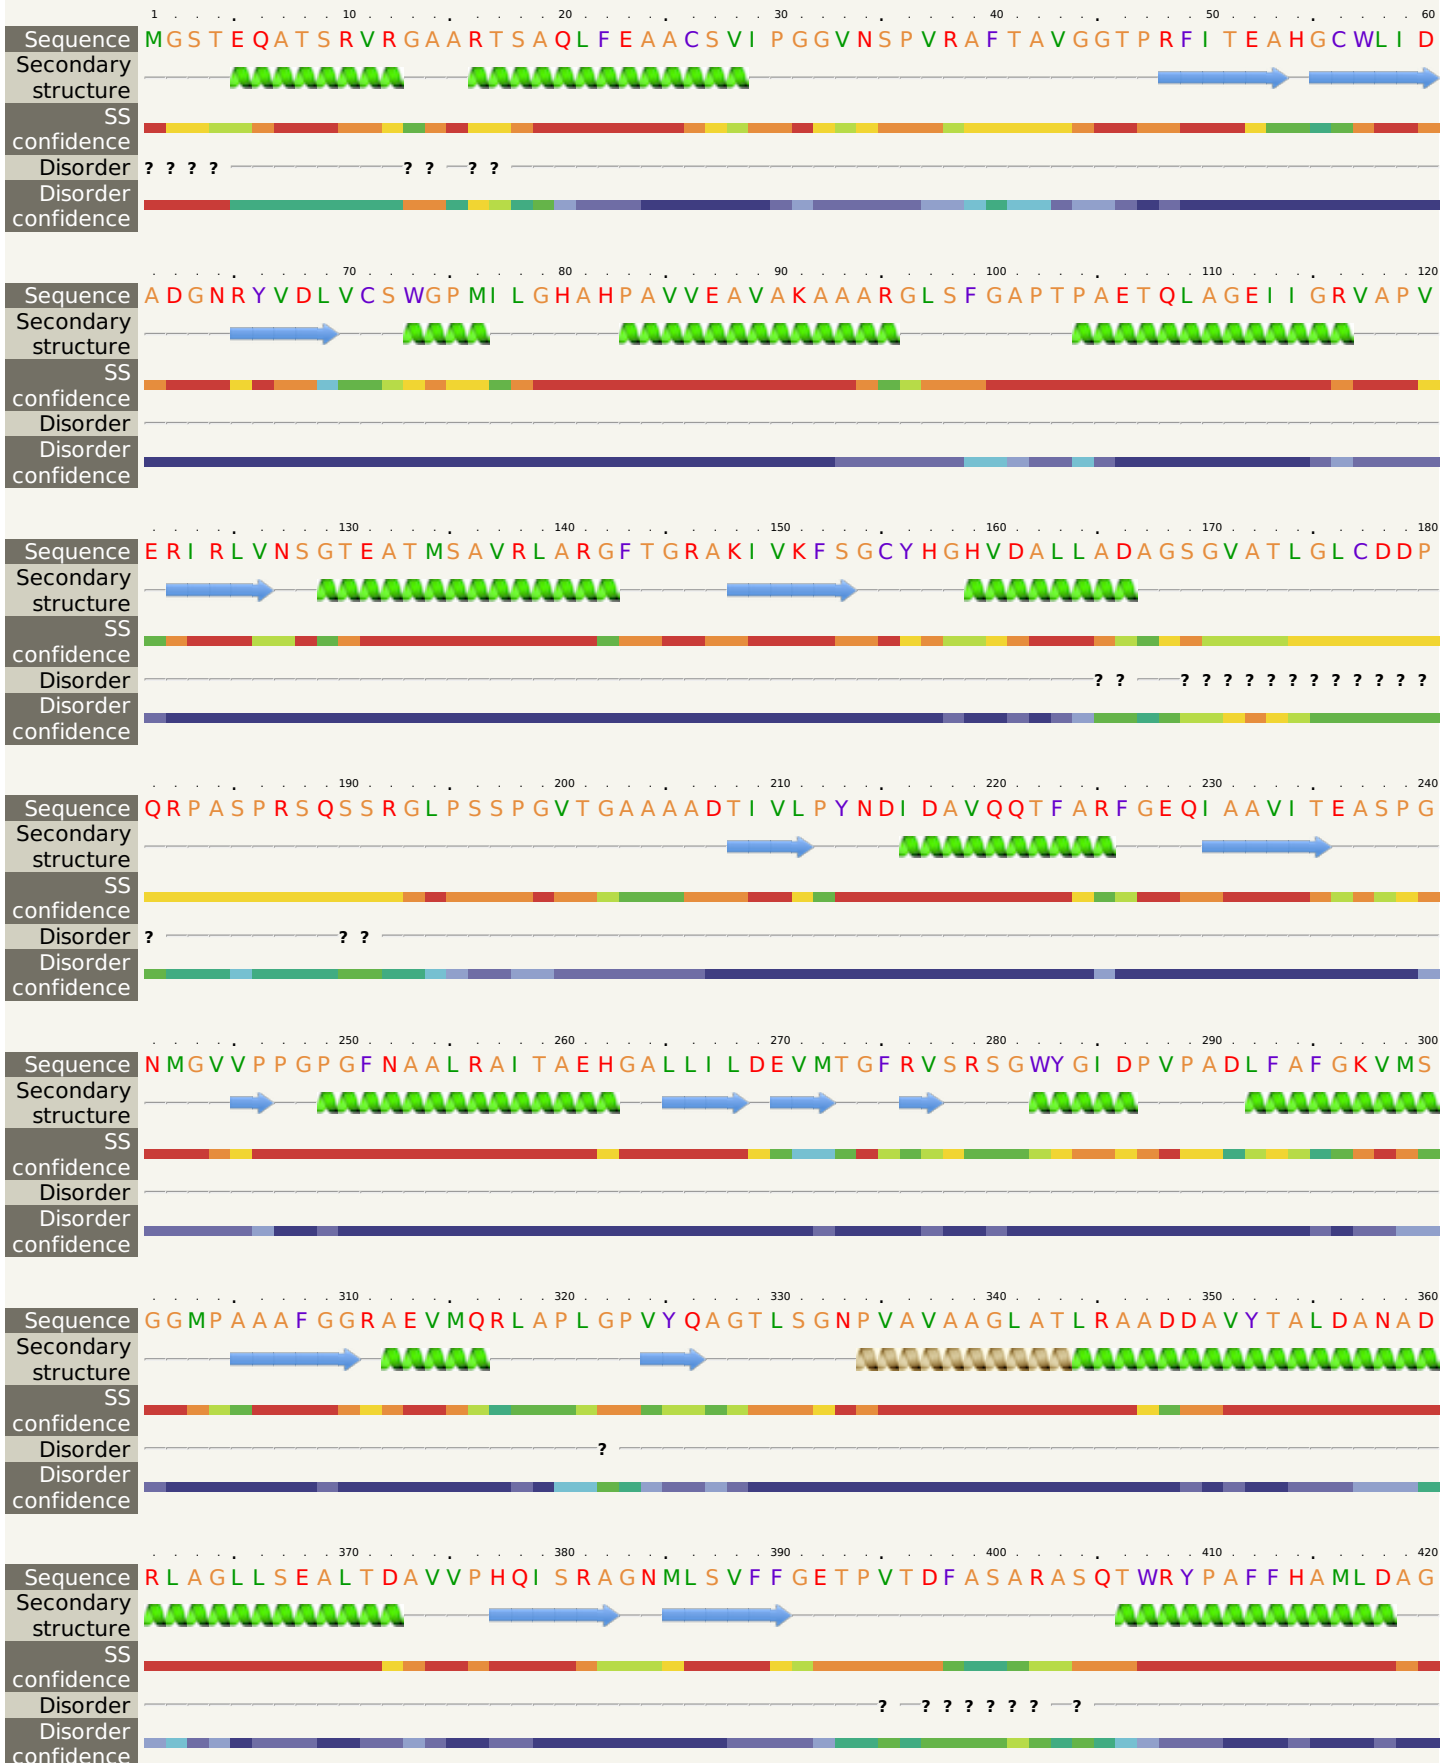 1 10 20 30 40 50 60
Sequence MGSTEQATSRVRGAARTSAQLFEAACSVIPGGVNSPVRAFTAVGGTPRFITEAHGCWLID
Secondary
structure
SS
confidence
Disorder ? ? ? ? ? ? ? ?
Disorder
confidence
70 80 90 100 110 120
Sequence ADGNRYVDLVCSWGPMILGHAHPAVVEAVAKAAARGLSFGAPTPAETQLAGEIIGRVAPV
Secondary
structure
SS
confidence
Disorder
Disorder
confidence
130 140 150 160 170 180
Sequence ERIRLVNSGTEATMSAVRLARGFTGRAKIVKFSGCYHGHVDALLADAGSGVATLGLCDDP
Secondary
structure
SS
confidence
Disorder ? ? ? ? ? ? ? ? ? ? ? ? ? ?
Disorder
confidence
190 200 210 220 230 240
Sequence QRPASPRSQSSRGLPSSPGVTGAAAADTIVLPYNDIDAVQQTFARFGEQIAAVITEASPG
Secondary
structure
SS
confidence
Disorder ? ? ?
Disorder
confidence
250 260 270 280 290 300
Sequence NMGVVPPGPGFNAALRAITAEHGALLILDEVMTGFRVSRSGWYGIDPVPADLFAFGKVMS
Secondary
structure
SS
confidence
Disorder
Disorder
confidence
310 320 330 340 350 360
Sequence GGMPAAAFGGRAEVMQRLAPLGPVYQAGTLSGNPVAVAAGLATLRAADDAVYTALDANAD
Secondary
structure
SS
confidence
Disorder ?
Disorder
confidence
370 380 390 400 410 420
Sequence RLAGLLSEALTDAVVPHQISRAGNMLSVFFGETPVTDFASARASQTWRYPAFFHAMLDAG
Secondary
structure
SS
confidence
Disorder ? ? ? ? ? ? ? ?
Disorder
confidence